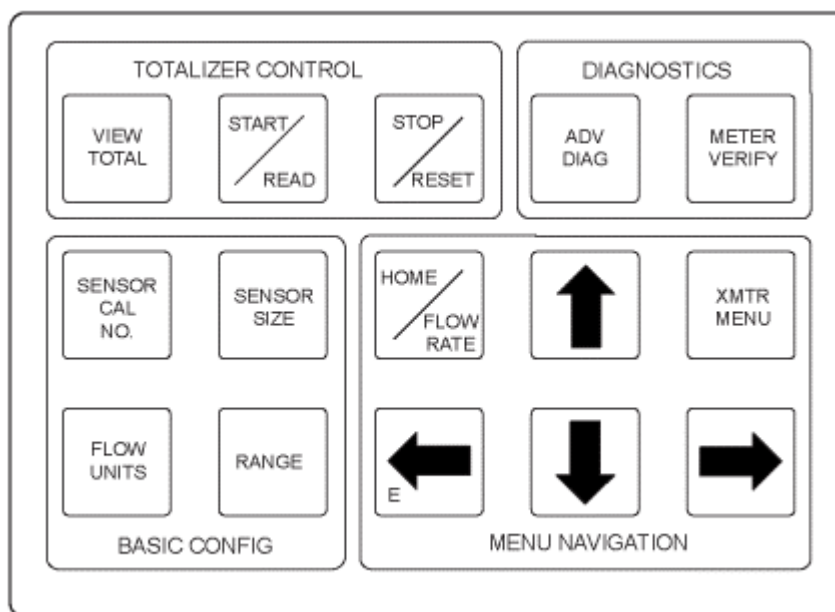 TOTALIZER CONTROL
VIEW
TOTAL
START
READ
STOP
RESET
DIAGNOSTICS
ADV
DIAG
METER
VERIFY
SENSOR
CAL
NO.
SENSOR
SIZE
FLOW
UNITS
RANGE
BASIC CONFIG
HOME
FLOW
RATE
XMTR
MENU
E
MENU NAVIGATION